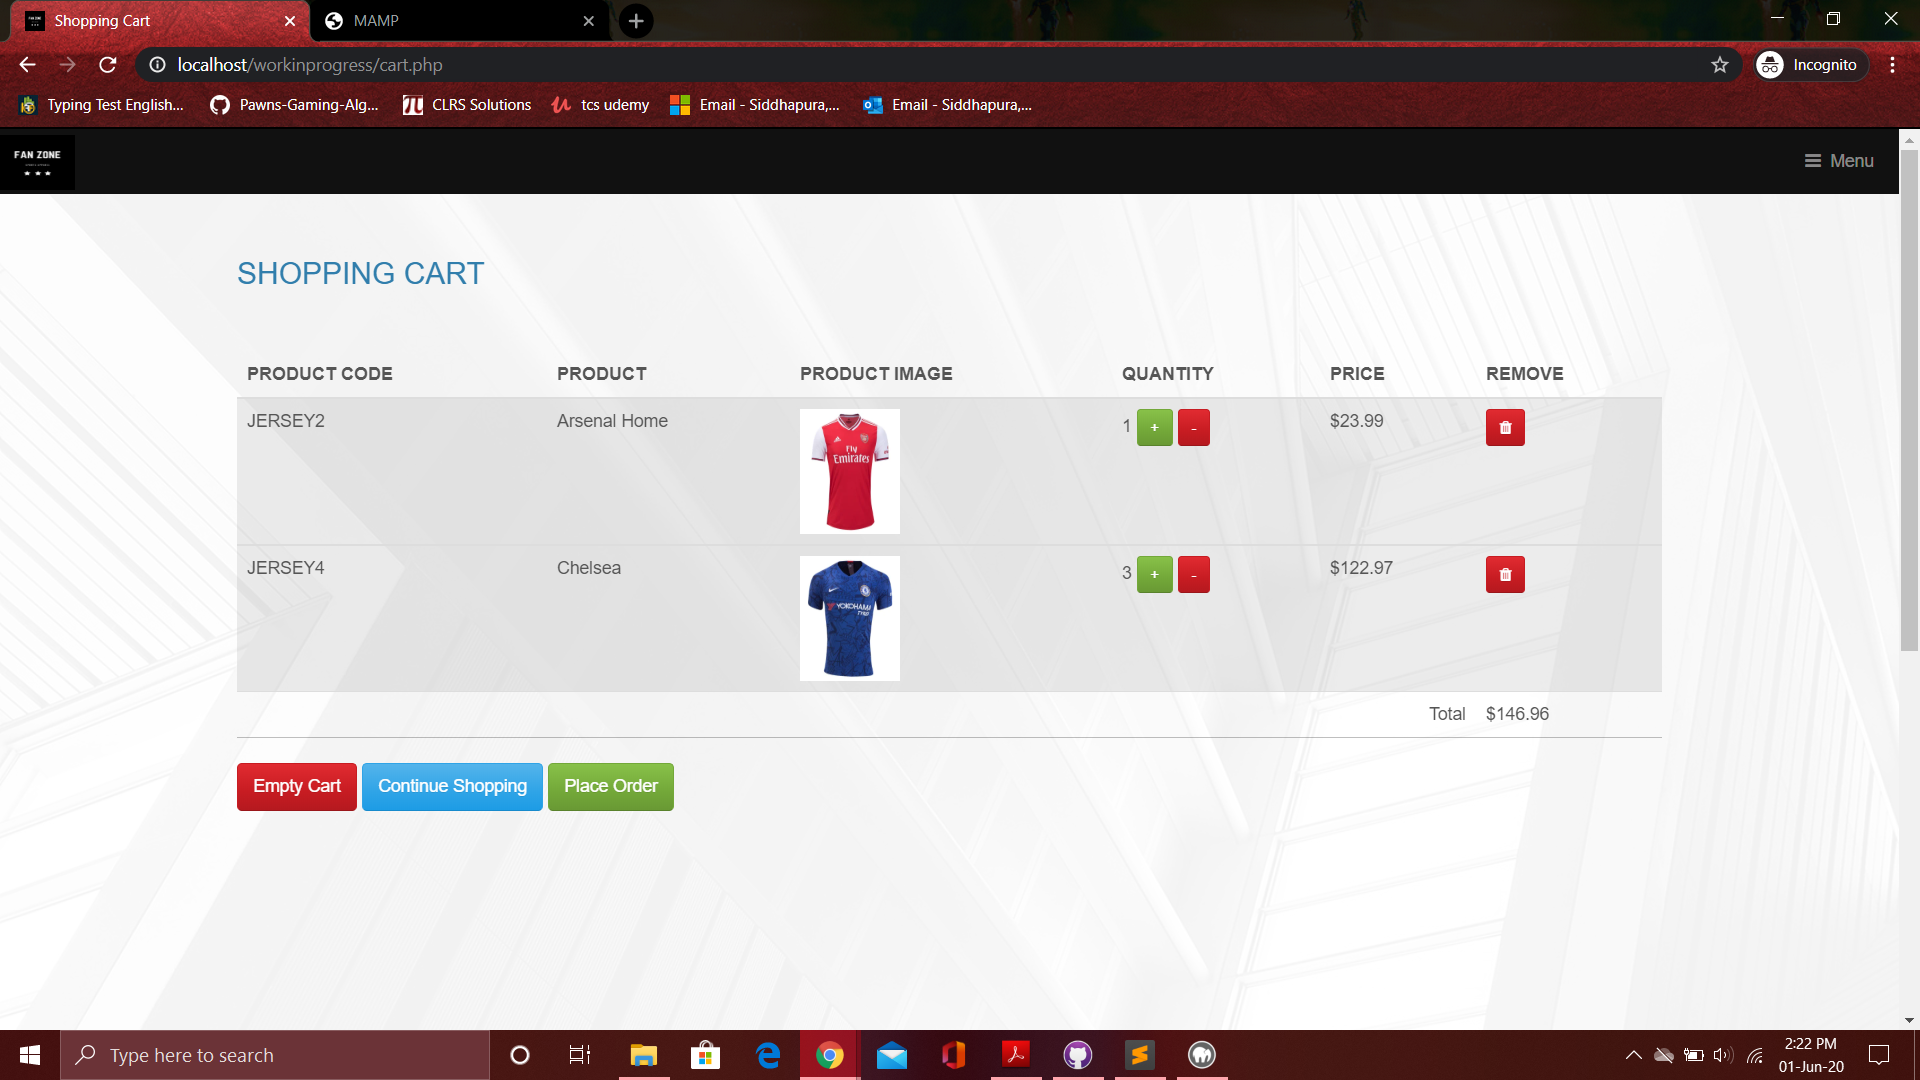 Shopping Cart
MAMP
localhost/workinprogress/cart.php
Incognito
Typing Test English...
Pawns-Gaming-Alg...
CLRS Solutions
tcs udemy
Email - Siddhapura,...
Email - Siddhapura,...
FAN ZONE
Menu
SHOPPING CART
PRODUCT CODE PRODUCT PRODUCT IMAGE QUANTITY PRICE REMOVE
JERSEY2 Arsenal Home 1 + - $23.99
Fly
Emirates
JERSEY4 Chelsea 3 + - $122.97
YOKOHAMA
TYRES
Total $146.96
Empty Cart Continue Shopping Place Order
Type here to search
2:22 PM
01-Jun-20